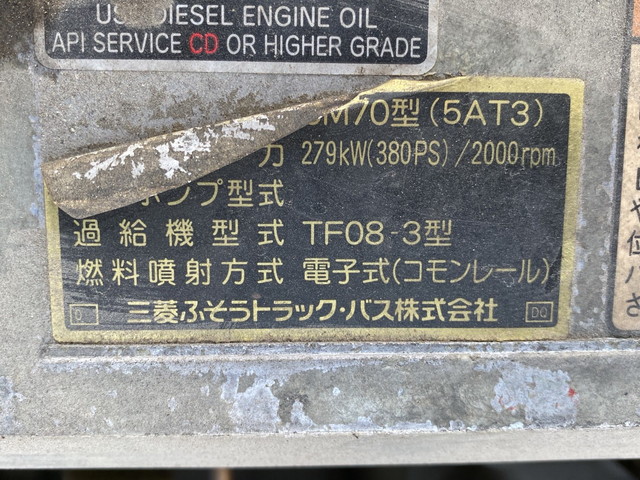 USE DIESEL ENGINE OIL
API SERVICE CD OR HIGHER GRADE
M70型(5AT3)
力 279kW(380PS)/2000rpm
ンプ型式
過給機型式 TF08-3型
燃料噴射方式 電子式(コモンレール)
D 三菱ふそうトラック・バス株式会社 DQ